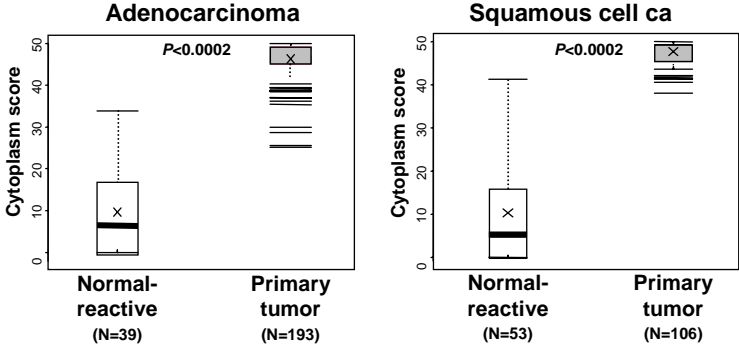 Adenocarcinoma
Cytoplasm score
50
40
30
20
10
0
P<0.0002
Normal-
reactive
(N=39)
Primary
tumor
(N=193)
Squamous cell ca
Cytoplasm score
50
40
30
20
10
0
P<0.0002
Normal-
reactive
(N=53)
Primary
tumor
(N=106)